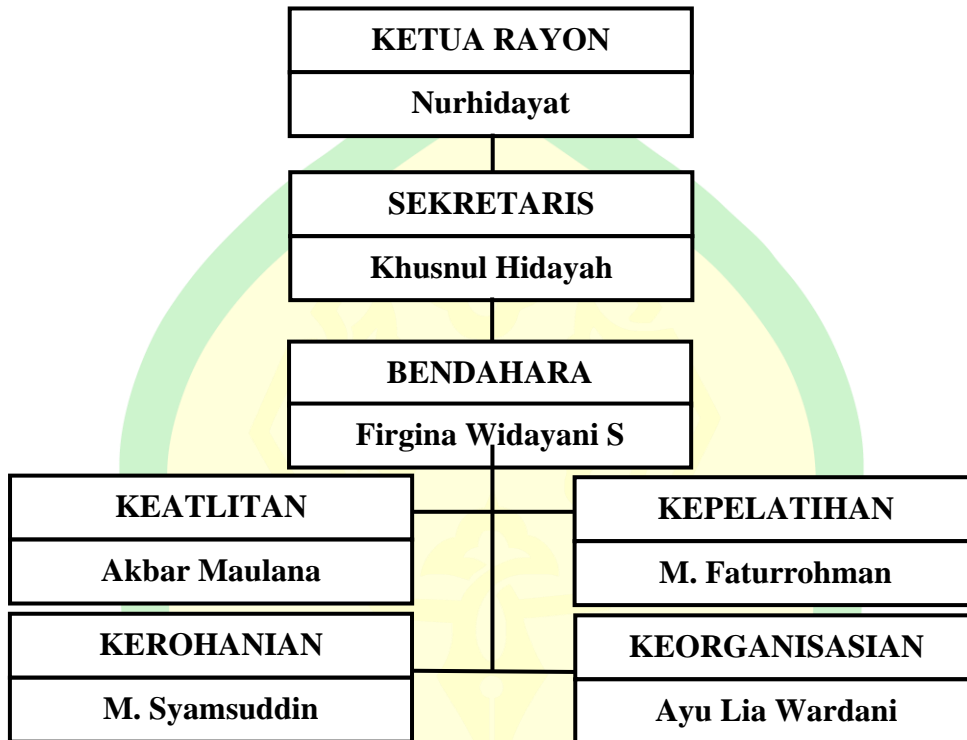 KETUA RAYON
Nurhidayat
SEKRETARIS
Khusnul Hidayah
BENDAHARA
Firgina Widayani S
KEATLITAN
Akbar Maulana
KEPELATIHAN
M. Faturrohman
KEROHANIAN
M. Syamsuddin
KEORGANISASIAN
Ayu Lia Wardani